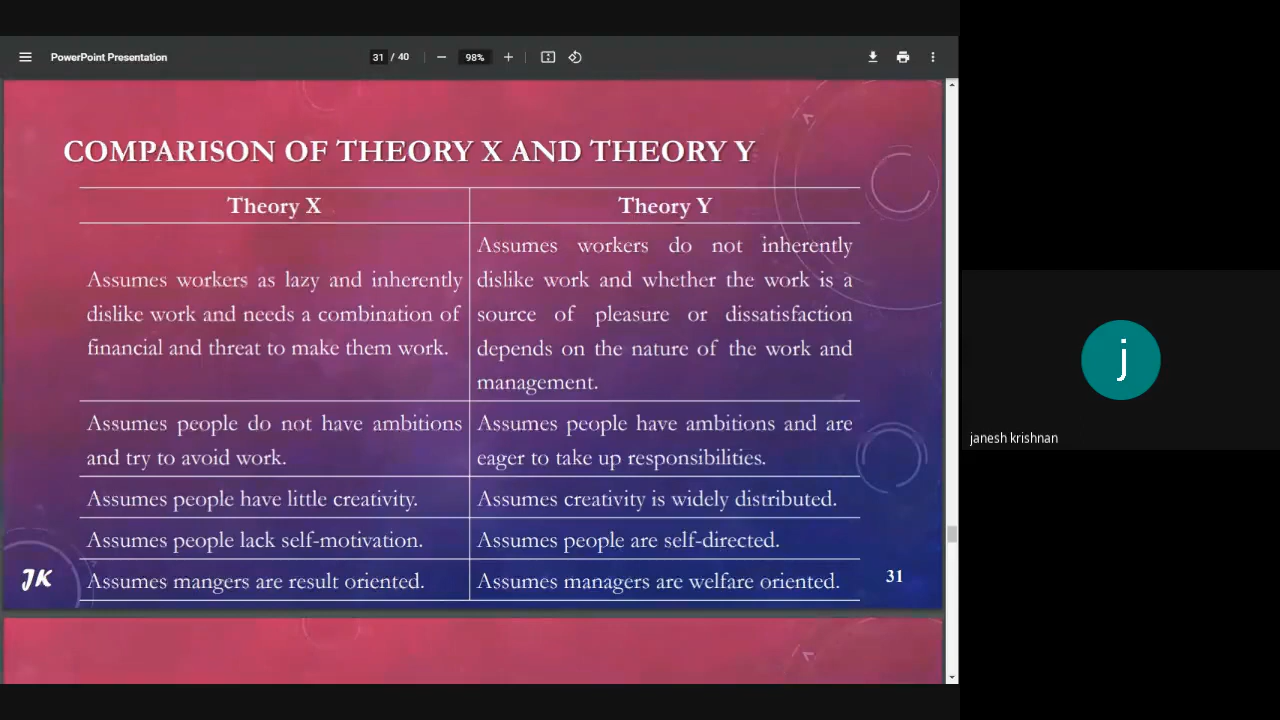 PowerPoint Presentation
31 / 40
98%
COMPARISON OF THEORY X AND THEORY Y
Theory X
Theory Y
Assumes workers as lazy and inherently
dislike work and needs a combination of
financial and threat to make them work.
Assumes workers do not inherently
dislike work and whether the work is a
source of pleasure or dissatisfaction
depends on the nature of the work and
management.
Assumes people do not have ambitions
and try to avoid work.
Assumes people have ambitions and are
eager to take up responsibilities.
Assumes people have little creativity.
Assumes creativity is widely distributed.
Assumes people lack self-motivation.
Assumes people are self-directed.
Assumes mangers are result oriented.
Assumes managers are welfare oriented.
JK
31
j
janesh krishnan